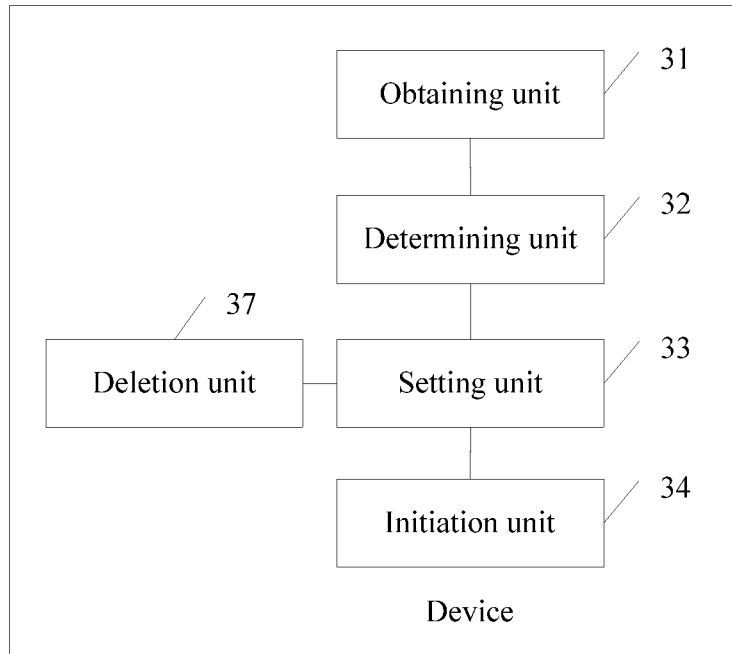 31
Obtaining unit
32
Determining unit
37
33
Deletion unit
Setting unit
34
Initiation unit
Device